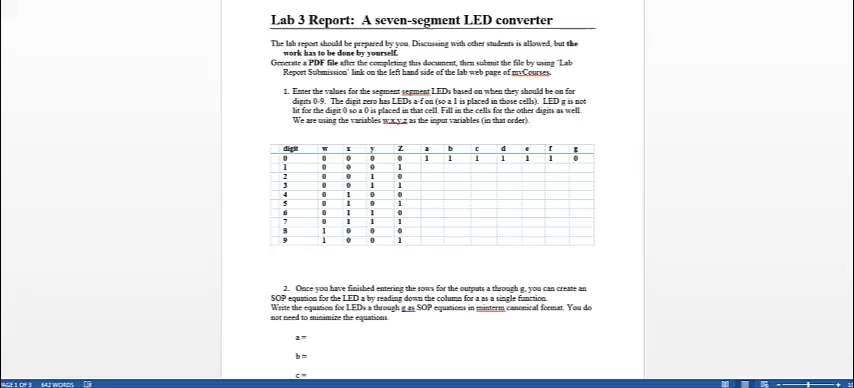 Lab 3 Report: A seven-segment LED converter
The lab report should be prepared by you. Discussing with other students is allowed, but the
work has to be done by yourself.
Generate a PDF file after the completing this document, then submit the file by using 'Lab
Report Submission' link on the left hand side of the lab web page of myCourses.
1. Enter the values for the segment segment LEDs based on when they should be on for
digits 0-9. The digit zero has LEDs a-f on (so a 1 is placed in those cells). LED g is not
lit for the digit 0 so a 0 is placed in that cell. Fill in the cells for the other digits as well.
We are using the variables w,x,y,z as the input variables (in that order).
digit w x y Z a b c d e f g
0 0 0 0 0 1 1 1 1 1 1 0
1 0 0 0 1
2 0 0 1 0
3 0 0 1 1
4 0 1 0 0
5 0 1 0 1
6 0 1 1 0
7 0 1 1 1
8 1 0 0 0
9 1 0 0 1
2. Once you have finished entering the rows for the outputs a through g, you can create an
SOP equation for the LED a by reading down the column for a as a single function.
Write the equation for LEDs a through g as SOP equations in minterm canonical format. You do
not need to minimize the equations.
a =
b =
c =
PAGE 1 OF 3 642 WORDS